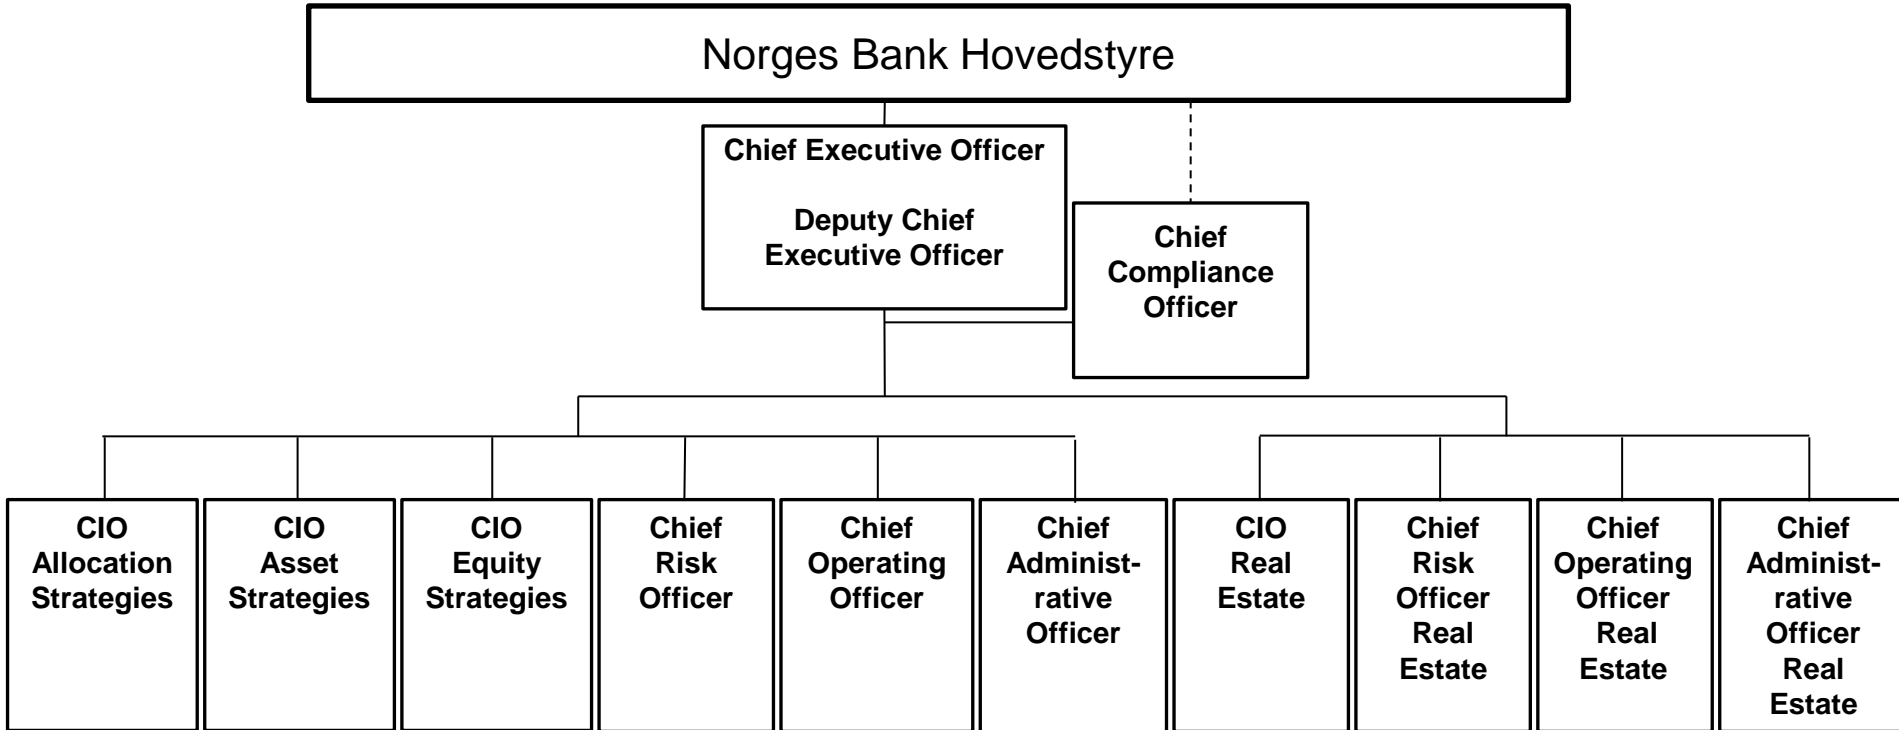 Norges Bank Hovedstyre
Chief Executive Officer
Deputy Chief
Executive Officer
Chief
Compliance
Officer
CIO
Allocation
Strategies
CIO
Asset
Strategies
CIO
Equity
Strategies
Chief
Risk
Officer
Chief
Operating
Officer
Chief
Administ-
rative
Officer
CIO
Real
Estate
Chief
Risk
Officer
Real
Estate
Chief
Operating
Officer
Real
Estate
Chief
Administ-
rative
Officer
Real
Estate